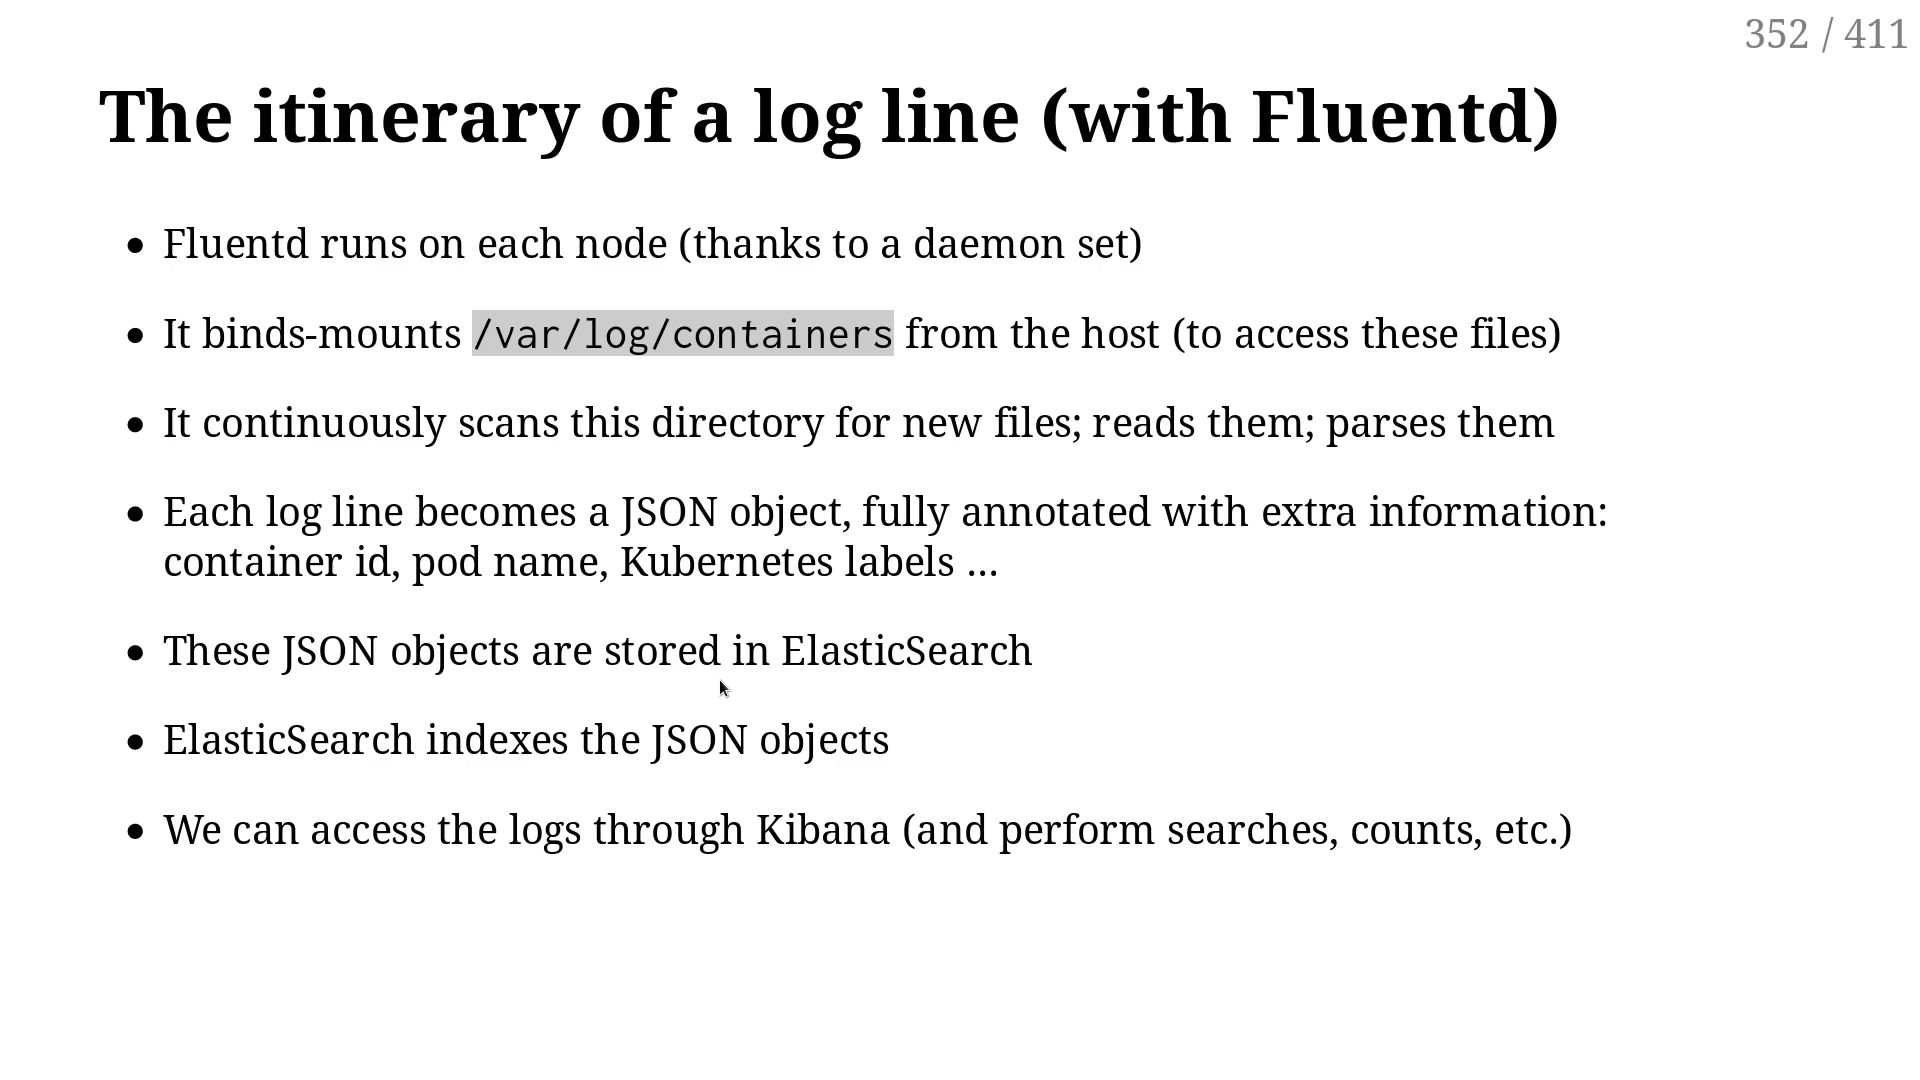 352 / 411
The itinerary of a log line (with Fluentd)
• Fluentd runs on each node (thanks to a daemon set)
• It binds-mounts /var/log/containers from the host (to access these files)
• It continuously scans this directory for new files; reads them; parses them
• Each log line becomes a JSON object, fully annotated with extra information:
container id, pod name, Kubernetes labels ...
• These JSON objects are stored in ElasticSearch
• ElasticSearch indexes the JSON objects
• We can access the logs through Kibana (and perform searches, counts, etc.)